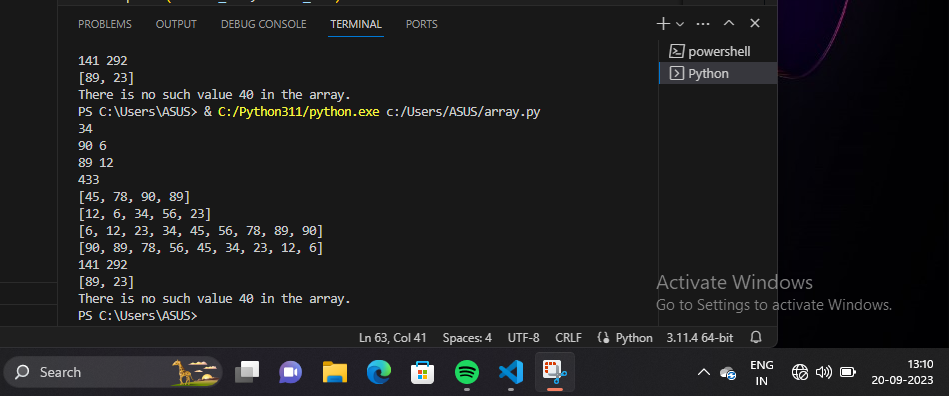 PROBLEMS OUTPUT DEBUG CONSOLE TERMINAL PORTS
141 292
[89, 23]
There is no such value 40 in the array.
PS C:\Users\ASUS> & C:/Python311/python.exe c:/Users/ASUS/array.py
34
90 6
89 12
433
[45, 78, 90, 89]
[12, 6, 34, 56, 23]
[6, 12, 23, 34, 45, 56, 78, 89, 90]
[90, 89, 78, 56, 45, 34, 23, 12, 6]
141 292
[89, 23]
There is no such value 40 in the array.
PS C:\Users\ASUS>
powershell
Python
Activate Windows
Go to Settings to activate Windows.
Ln 63, Col 41 Spaces: 4 UTF-8 CRLF Python 3.11.4 64-bit
Search
ENG
IN
13:10
20-09-2023